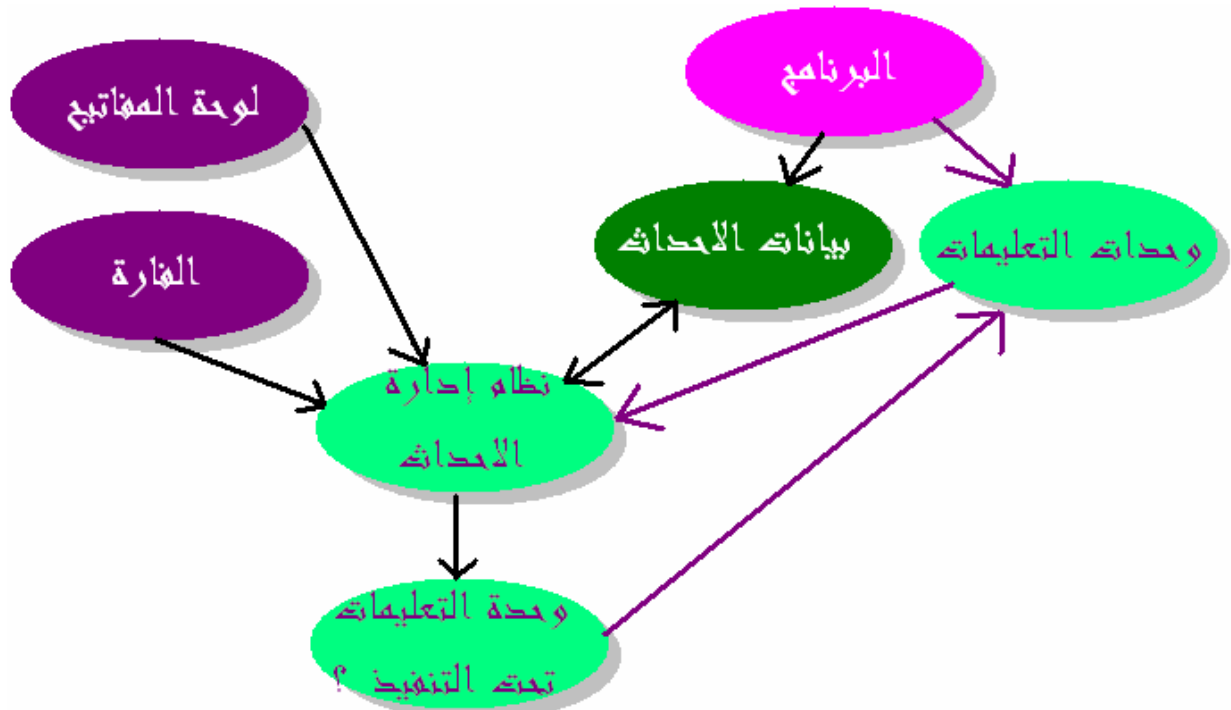 البرنامج
لوحة المفاتيح
بيانات الاحداث
وحدات التعليمات
الفارة
نظام إدارة
الاحداث
وحدة التعليمات
تحت التنفيذ ؟